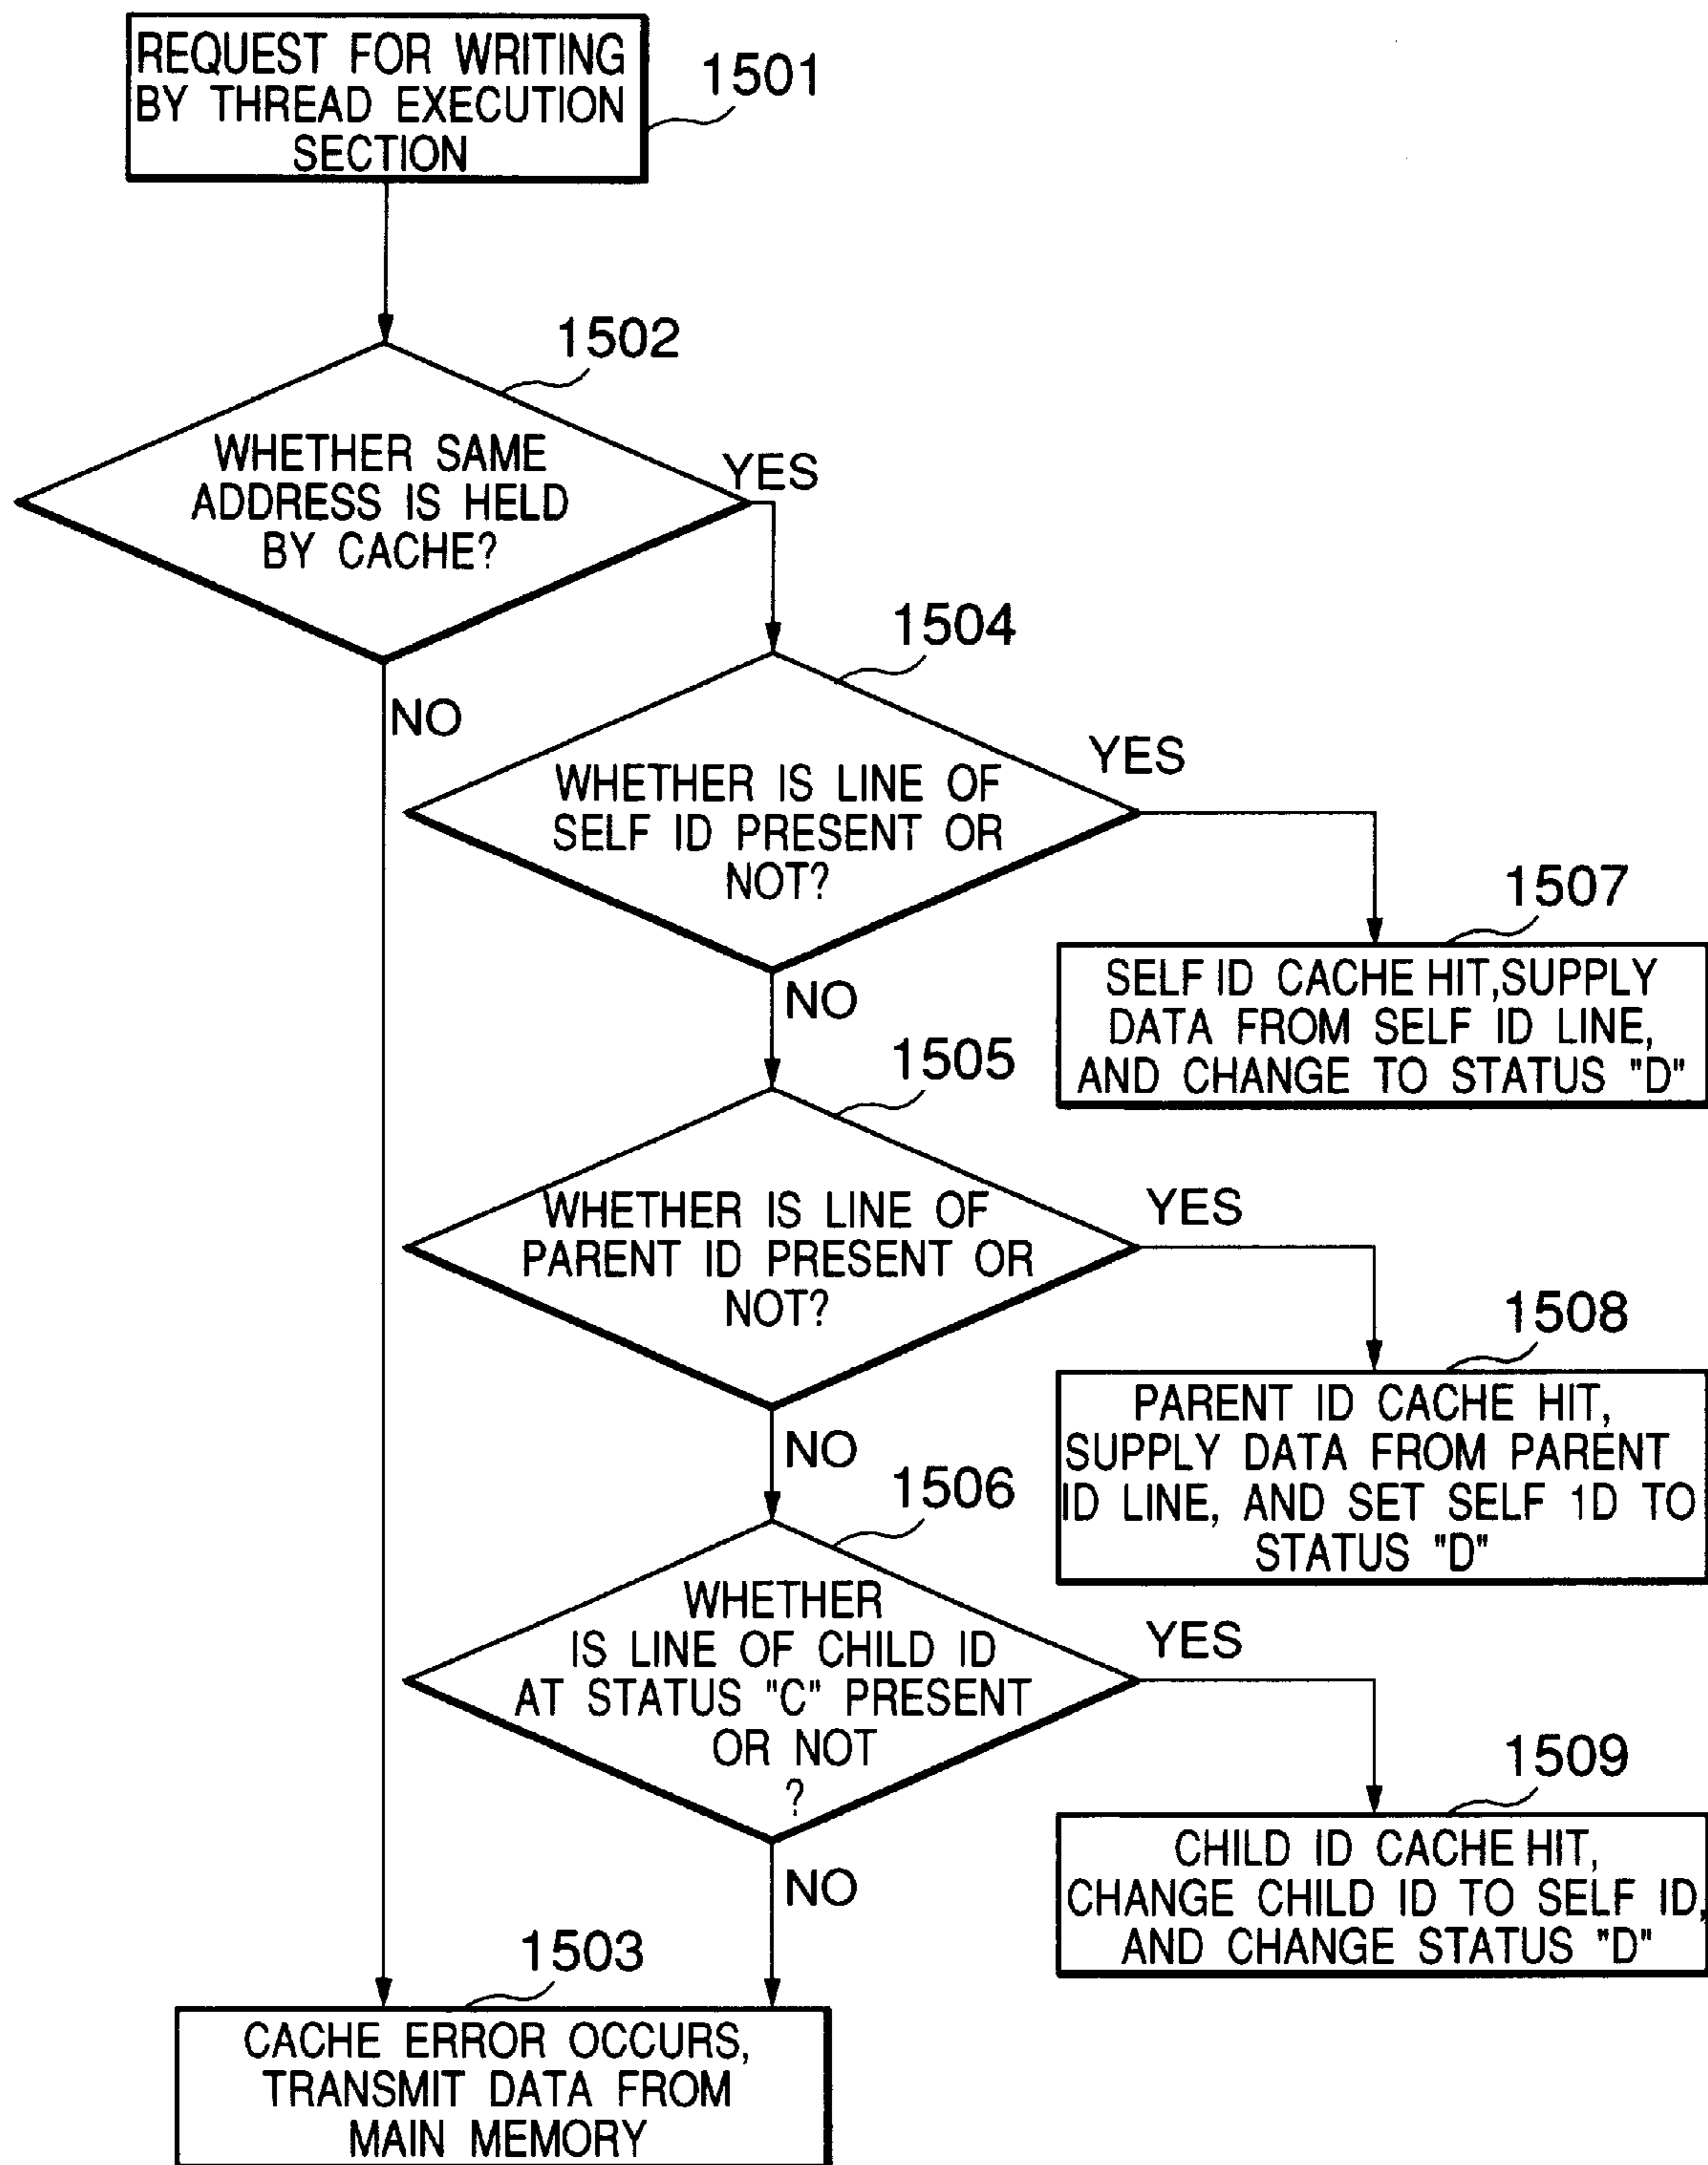 REQUEST FOR WRITING
BY THREAD EXECUTION
SECTION
1501
1502
WHETHER SAME
ADDRESS IS HELD
BY CACHE?
YES
NO
1504
WHETHER IS LINE OF
SELF ID PRESENT OR
NOT?
YES
NO
1507
SELF ID CACHE HIT,SUPPLY
DATA FROM SELF ID LINE,
AND CHANGE TO STATUS "D"
1505
WHETHER IS LINE OF
PARENT ID PRESENT OR
NOT?
YES
NO
1508
PARENT ID CACHE HIT,
SUPPLY DATA FROM PARENT
ID LINE, AND SET SELF 1D TO
STATUS "D"
1506
WHETHER
IS LINE OF CHILD ID
AT STATUS "C" PRESENT
OR NOT
?
YES
NO
1509
CHILD ID CACHE HIT,
CHANGE CHILD ID TO SELF ID,
AND CHANGE STATUS "D"
1503
CACHE ERROR OCCURS,
TRANSMIT DATA FROM
MAIN MEMORY